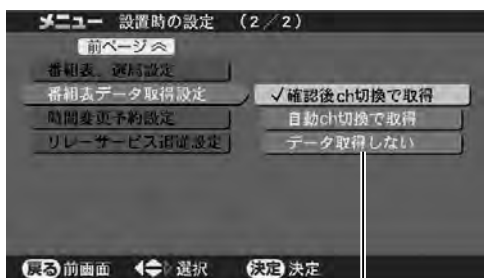 メニュー 設置時の設定 (2/2)
前ページ
番組表、選局設定
番組表データ取得設定
✓確認後ch切換で取得
時間変更予約設定
自動ch切換で取得
リレーサービス追従設定
データ取得しない
戻る 前画面 選択 決定 決定